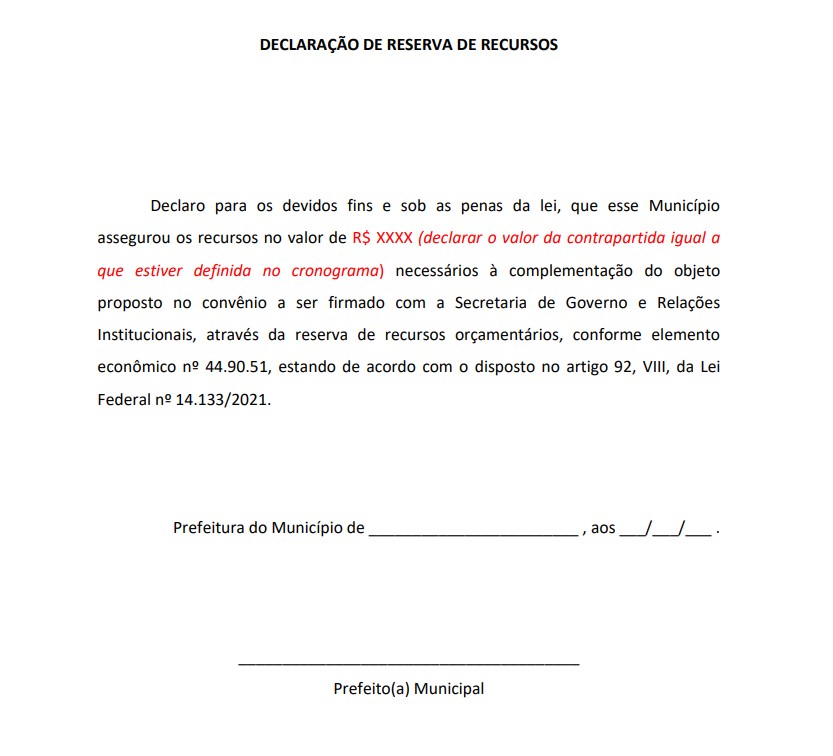 DECLARAÇÃO DE RESERVA DE RECURSOS
Declaro para os devidos fins e sob as penas da lei, que esse Município
assegurou os recursos no valor de R$ XXXX (declarar o valor da contrapartida igual a
que estiver definida no cronograma) necessários à complementação do objeto
proposto no convênio a ser firmado com a Secretaria de Governo e Relações
Institucionais, através da reserva de recursos orçamentários, conforme elemento
econômico nº 44.90.51, estando de acordo com o disposto no artigo 92, VIII, da Lei
Federal nº 14.133/2021.
Prefeitura do Município de ________________________ , aos ___/___/___ .
_______________________________________
Prefeito(a) Municipal